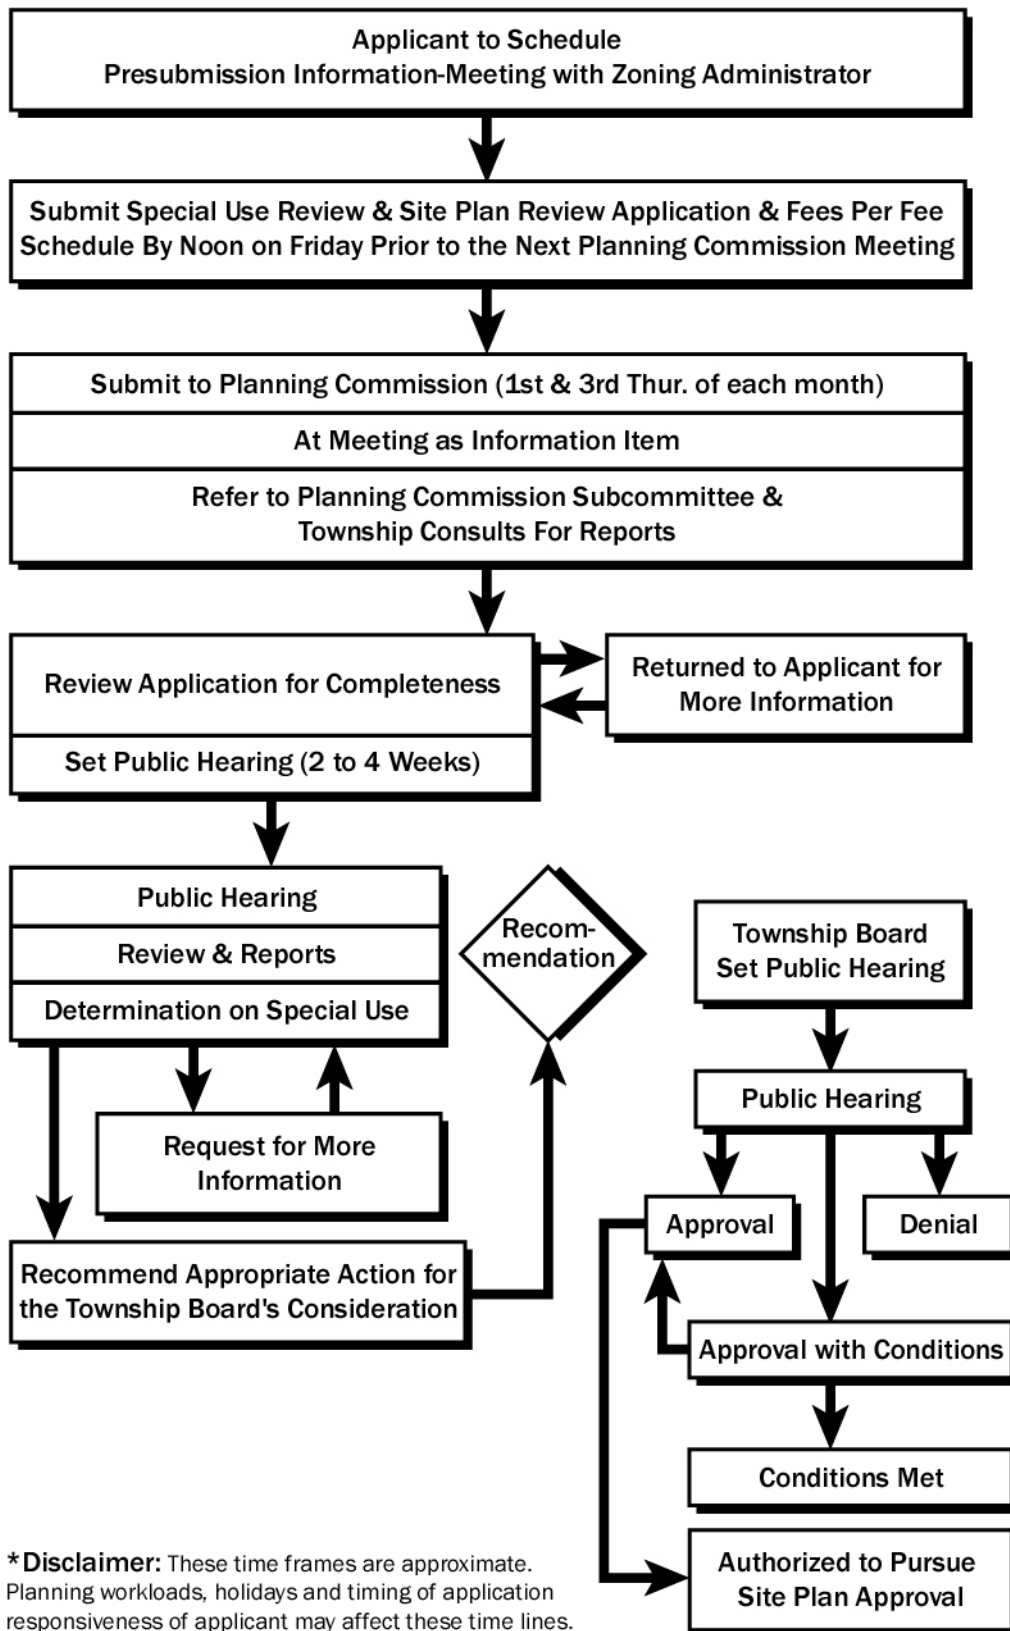 Applicant to Schedule
Presubmission Information-Meeting with Zoning Administrator
Submit Special Use Review & Site Plan Review Application & Fees Per Fee
Schedule By Noon on Friday Prior to the Next Planning Commission Meeting
Submit to Planning Commission (1st & 3rd Thur. of each month)
At Meeting as Information Item
Refer to Planning Commission Subcommittee &
Township Consults For Reports
Review Application for Completeness
Set Public Hearing (2 to 4 Weeks)
Returned to Applicant for
More Information
Public Hearing
Review & Reports
Determination on Special Use
Request for More
Information
Recommend Appropriate Action for
the Township Board's Consideration
Recom-
mendation
Township Board
Set Public Hearing
Public Hearing
Approval
Denial
Approval with Conditions
Conditions Met
Authorized to Pursue
Site Plan Approval
*Disclaimer: These time frames are approximate.
Planning workloads, holidays and timing of application
responsiveness of applicant may affect these time lines.